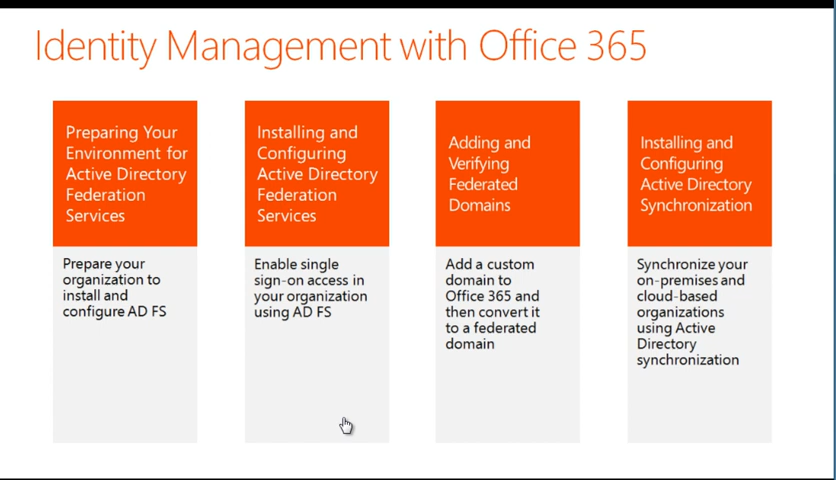 Identity Management with Office 365
Preparing Your
Environment for
Active Directory
Federation
Services
Prepare your
organization to
install and
configure AD FS
Installing and
Configuring
Active Directory
Federation
Services
Enable single
sign-on access in
your organization
using AD FS
Adding and
Verifying
Federated
Domains
Add a custom
domain to
Office 365 and
then convert it
to a federated
domain
Installing and
Configuring
Active Directory
Synchronization
Synchronize your
on-premises and
cloud-based
organizations
using Active
Directory
synchronization